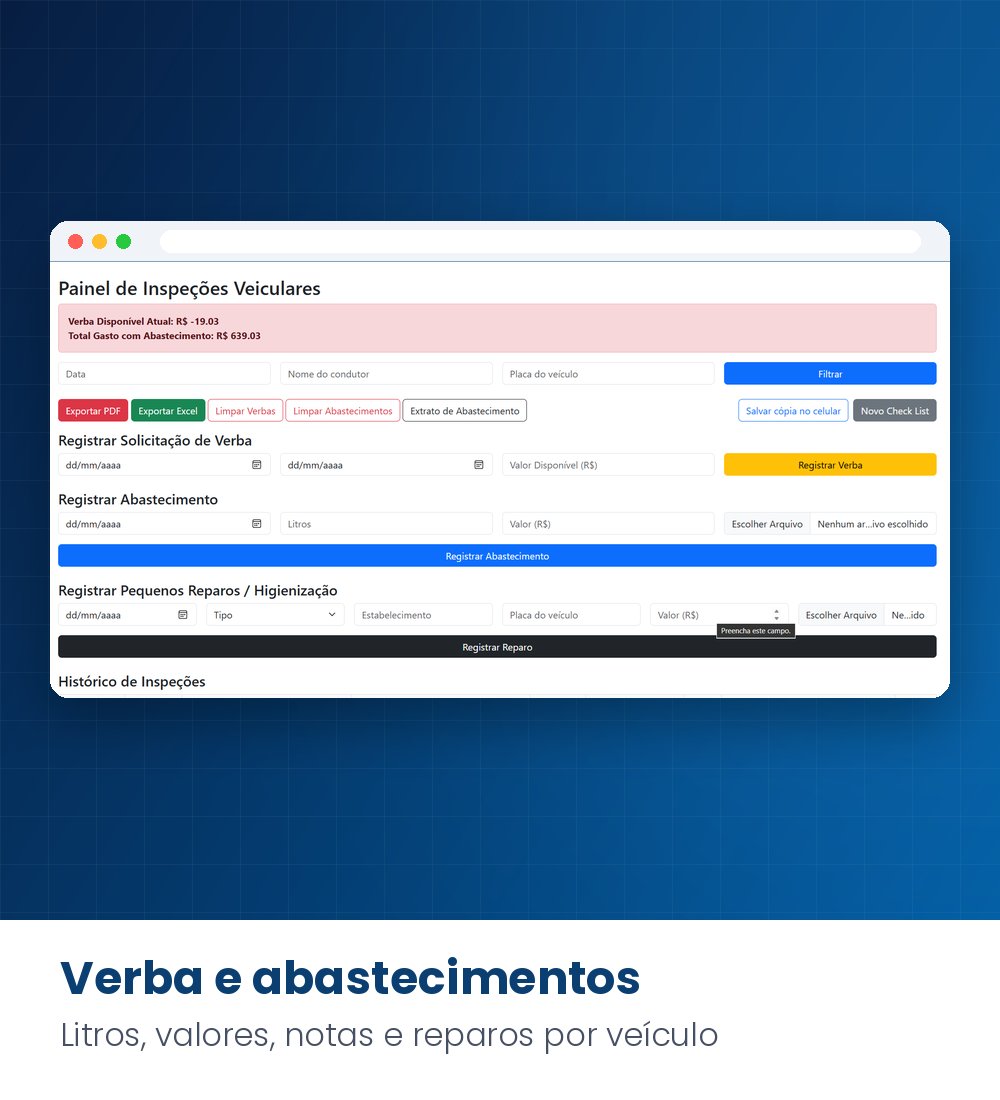 Painel de Inspeções Veiculares
Verba Disponível Atual: R$ -19.03
Total Gasto com Abastecimento: R$ 639.03
Data Nome do condutor Placa do veículo Filtrar
Exportar PDF Exportar Excel Limpar Verbas Limpar Abastecimentos Extrato de Abastecimento Salvar cópia no celular Novo Check List
Registrar Solicitação de Verba
dd/mm/aaaa dd/mm/aaaa Valor Disponível (R$) Registrar Verba
Registrar Abastecimento
dd/mm/aaaa Litros Valor (R$) Escolher Arquivo Nenhum ar...ivo escolhido
Registrar Abastecimento
Registrar Pequenos Reparos / Higienização
dd/mm/aaaa Tipo Estabelecimento Placa do veículo Valor (R$) Escolher Arquivo Ne...ido
Preencha este campo.
Registrar Reparo
Histórico de Inspeções
Verba e abastecimentos
Litros, valores, notas e reparos por veículo